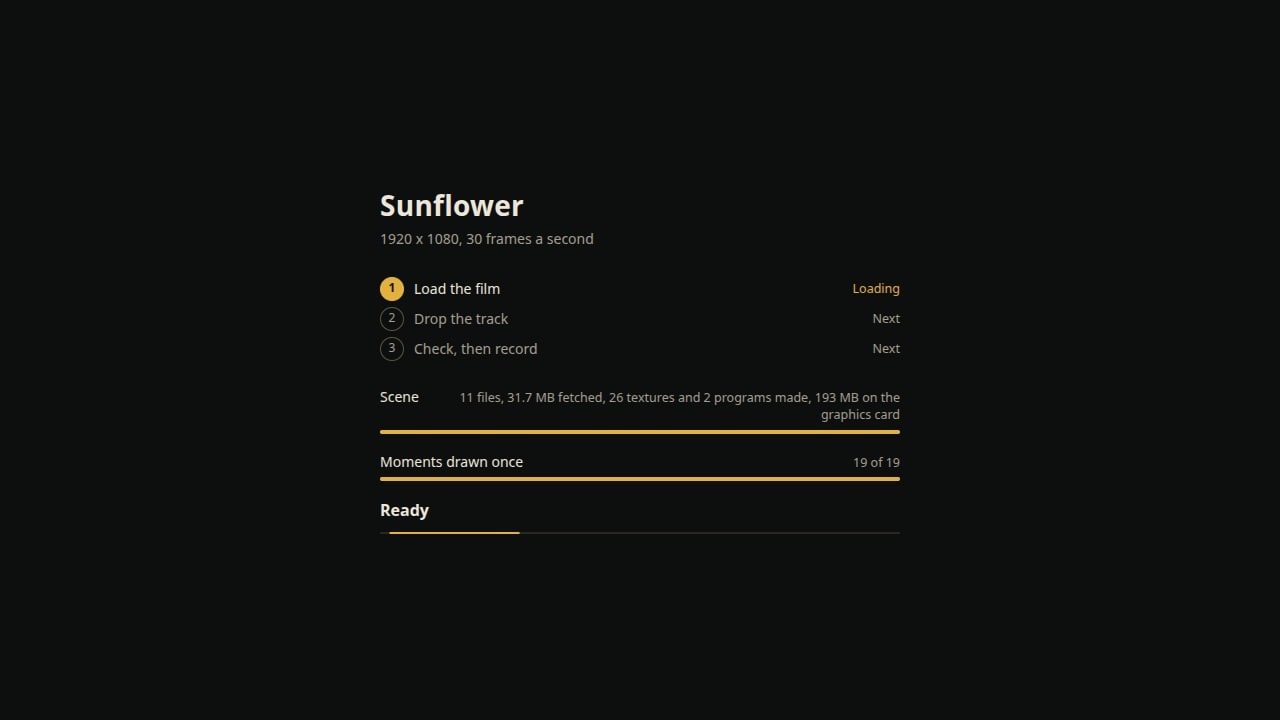 Sunflower
1920 x 1080, 30 frames a second
1 Load the film Loading
2 Drop the track Next
3 Check, then record Next
Scene 11 files, 31.7 MB fetched, 26 textures and 2 programs made, 193 MB on the
graphics card
Moments drawn once 19 of 19
Ready